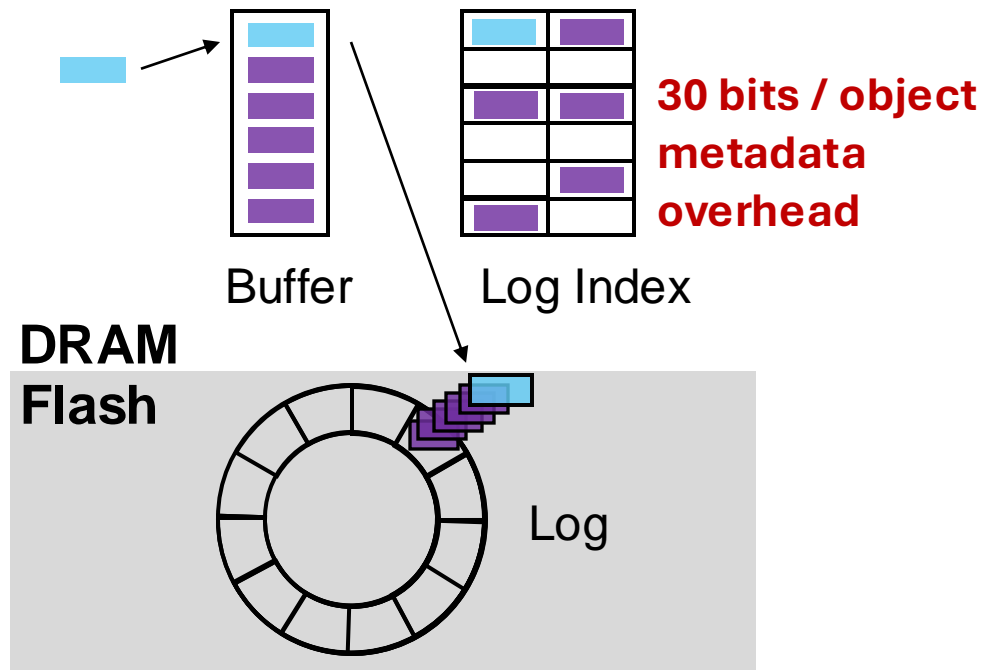 30 bits / object
metadata
overhead
Buffer
Log Index
DRAM
Flash
Log